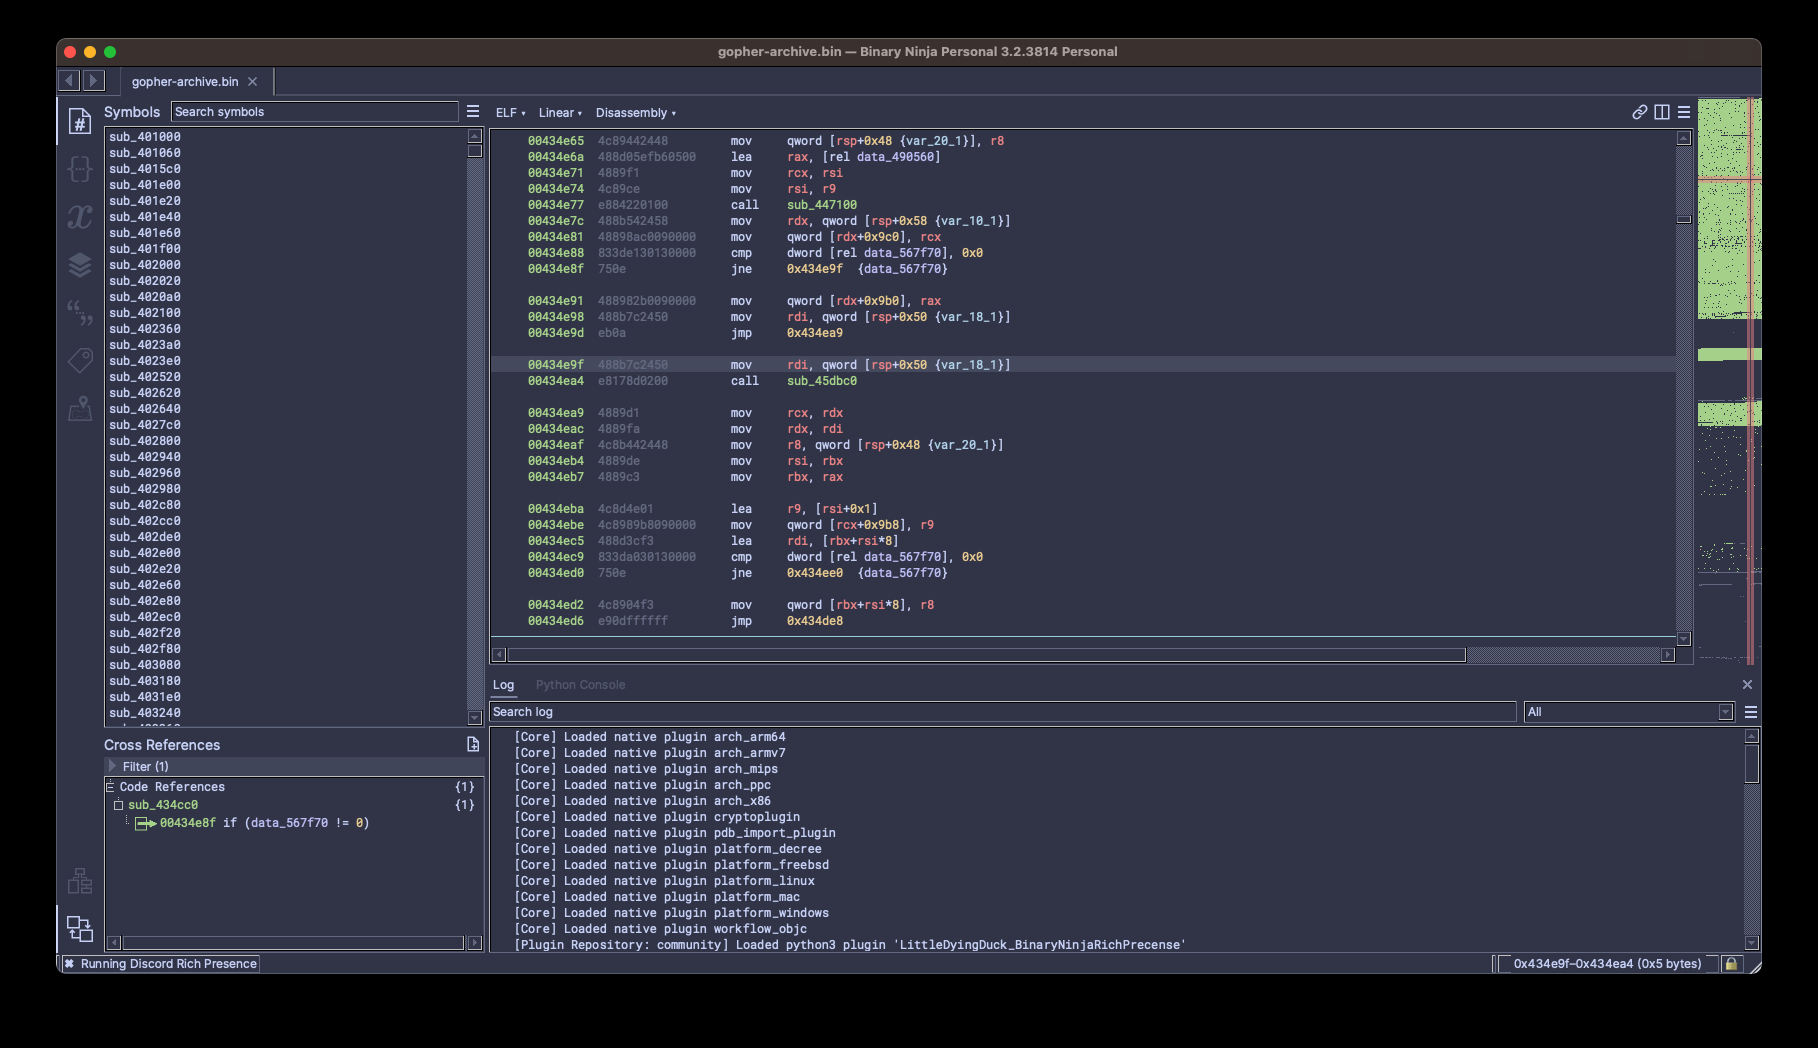 gopher-archive.bin — Binary Ninja Personal 3.2.3814 Personal
gopher-archive.bin
Symbols
Search symbols
sub_401000
sub_401060
sub_4015c0
sub_401e00
sub_401e20
sub_401e40
sub_401e60
sub_401f00
sub_402000
sub_402020
sub_4020a0
sub_402100
sub_402360
sub_4023a0
sub_4023e0
sub_402520
sub_402620
sub_402640
sub_4027c0
sub_402800
sub_402940
sub_402960
sub_402980
sub_402c80
sub_402cc0
sub_402de0
sub_402e00
sub_402e20
sub_402e60
sub_402e80
sub_402ec0
sub_402f20
sub_402f80
sub_403080
sub_403180
sub_4031e0
sub_403240
Cross References
Filter (1)
Code References {1}
sub_434cc0 {1}
00434e8f if (data_567f70 != 0)
ELF Linear Disassembly
00434e65 4c89442448 mov qword [rsp+0x48 {var_20_1}], r8
00434e6a 488d05efb60500 lea rax, [rel data_490560]
00434e71 4889f1 mov rcx, rsi
00434e74 4c89ce mov rsi, r9
00434e77 e884220100 call sub_447100
00434e7c 488b542458 mov rdx, qword [rsp+0x58 {var_10_1}]
00434e81 48898ac0090000 mov qword [rdx+0x9c0], rcx
00434e88 833de130130000 cmp dword [rel data_567f70], 0x0
00434e8f 750e jne 0x434e9f {data_567f70}
00434e91 488982b0090000 mov qword [rdx+0x9b0], rax
00434e98 488b7c2450 mov rdi, qword [rsp+0x50 {var_18_1}]
00434e9d eb0a jmp 0x434ea9
00434e9f 488b7c2450 mov rdi, qword [rsp+0x50 {var_18_1}]
00434ea4 e8178d0200 call sub_45dbc0
00434ea9 4889d1 mov rcx, rdx
00434eac 4889fa mov rdx, rdi
00434eaf 4c8b442448 mov r8, qword [rsp+0x48 {var_20_1}]
00434eb4 4889de mov rsi, rbx
00434eb7 4889c3 mov rbx, rax
00434eba 4c8d4e01 lea r9, [rsi+0x1]
00434ebe 4c8989b8090000 mov qword [rcx+0x9b8], r9
00434ec5 488d3cf3 lea rdi, [rbx+rsi*8]
00434ec9 833da030130000 cmp dword [rel data_567f70], 0x0
00434ed0 750e jne 0x434ee0 {data_567f70}
00434ed2 4c8904f3 mov qword [rbx+rsi*8], r8
00434ed6 e90dffffff jmp 0x434de8
Log Python Console
Search log
All
[Core] Loaded native plugin arch_arm64
[Core] Loaded native plugin arch_armv7
[Core] Loaded native plugin arch_mips
[Core] Loaded native plugin arch_ppc
[Core] Loaded native plugin arch_x86
[Core] Loaded native plugin cryptoplugin
[Core] Loaded native plugin pdb_import_plugin
[Core] Loaded native plugin platform_decree
[Core] Loaded native plugin platform_freebsd
[Core] Loaded native plugin platform_linux
[Core] Loaded native plugin platform_mac
[Core] Loaded native plugin platform_windows
[Core] Loaded native plugin workflow_objc
[Plugin Repository: community] Loaded python3 plugin 'LittleDyingDuck_BinaryNinjaRichPrecense'
Running Discord Rich Presence
0x434e9f–0x434ea4 (0x5 bytes)